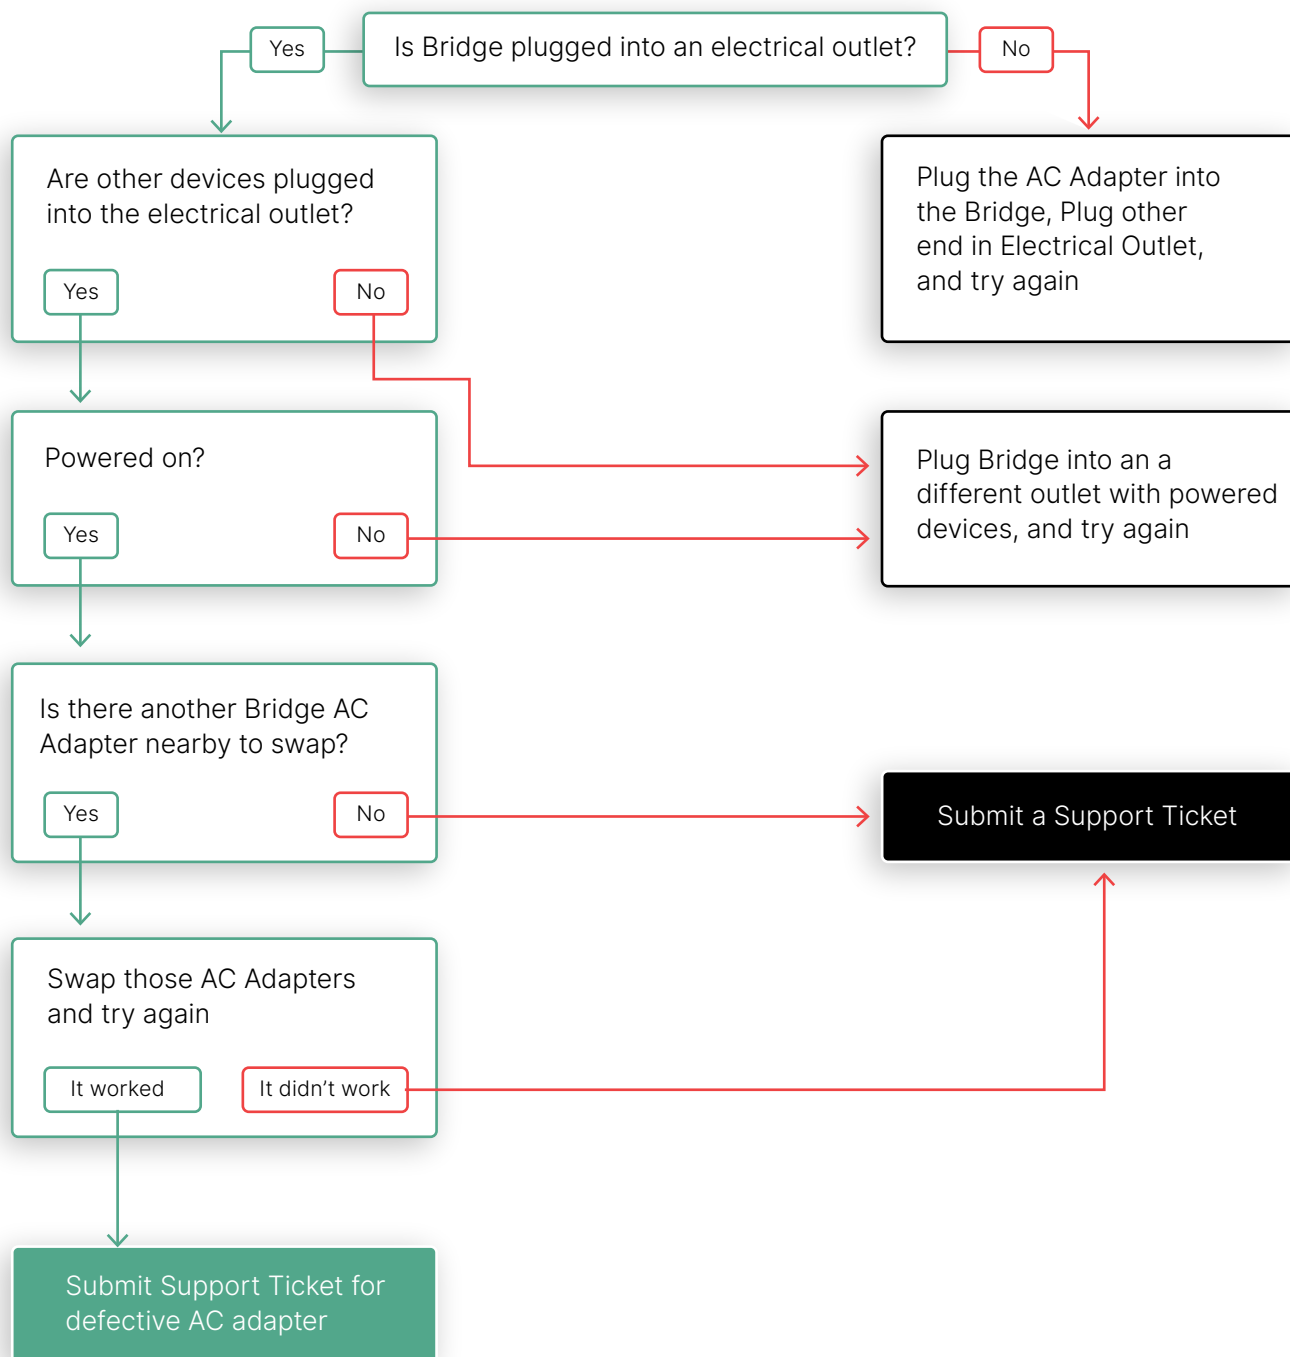 Yes
Is Bridge plugged into an electrical outlet?
No
Are other devices plugged
into the electrical outlet?
Yes
No
Plug the AC Adapter into
the Bridge, Plug other
end in Electrical Outlet,
and try again
Powered on?
Yes
No
Plug Bridge into an a
different outlet with powered
devices, and try again
Is there another Bridge AC
Adapter nearby to swap?
Yes
No
Submit a Support Ticket
Swap those AC Adapters
and try again
It worked
It didn’t work
Submit Support Ticket for
defective AC adapter